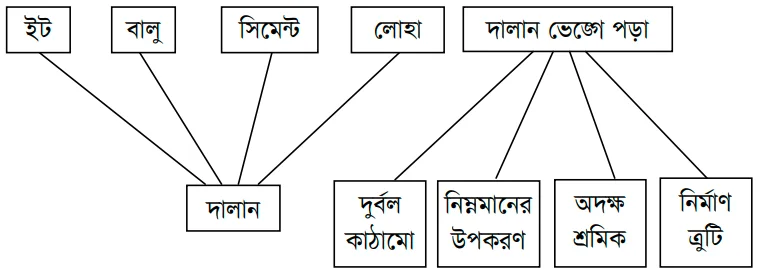 ইট
বালু
সিমেন্ট
লোহা
দালান ভেঙ্গে পড়া
দালান
দুর্বল
কাঠামো
নিম্নমানের
উপকরণ
অদক্ষ
শ্রমিক
নির্মাণ
ত্রুটি